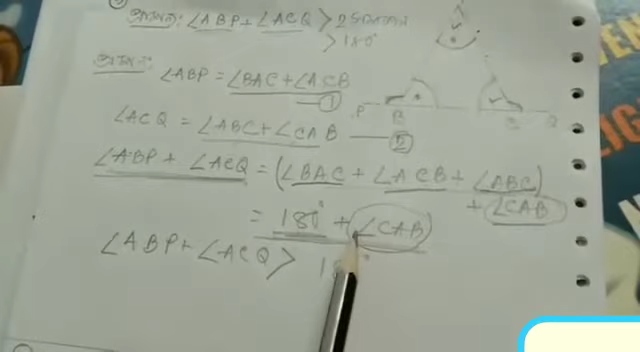 ∠ABP + ∠ACQ > 2 সমকোণ
> 180°
∠ABP = ∠BAC + ∠ACB — ①
∠ACQ = ∠ABC + ∠CAB — ②
∠ABP + ∠ACQ = (∠BAC + ∠ACB + ∠ABC) + ∠CAB
= 180° + ∠CAB
∠ABP + ∠ACQ > 1
P B C Q